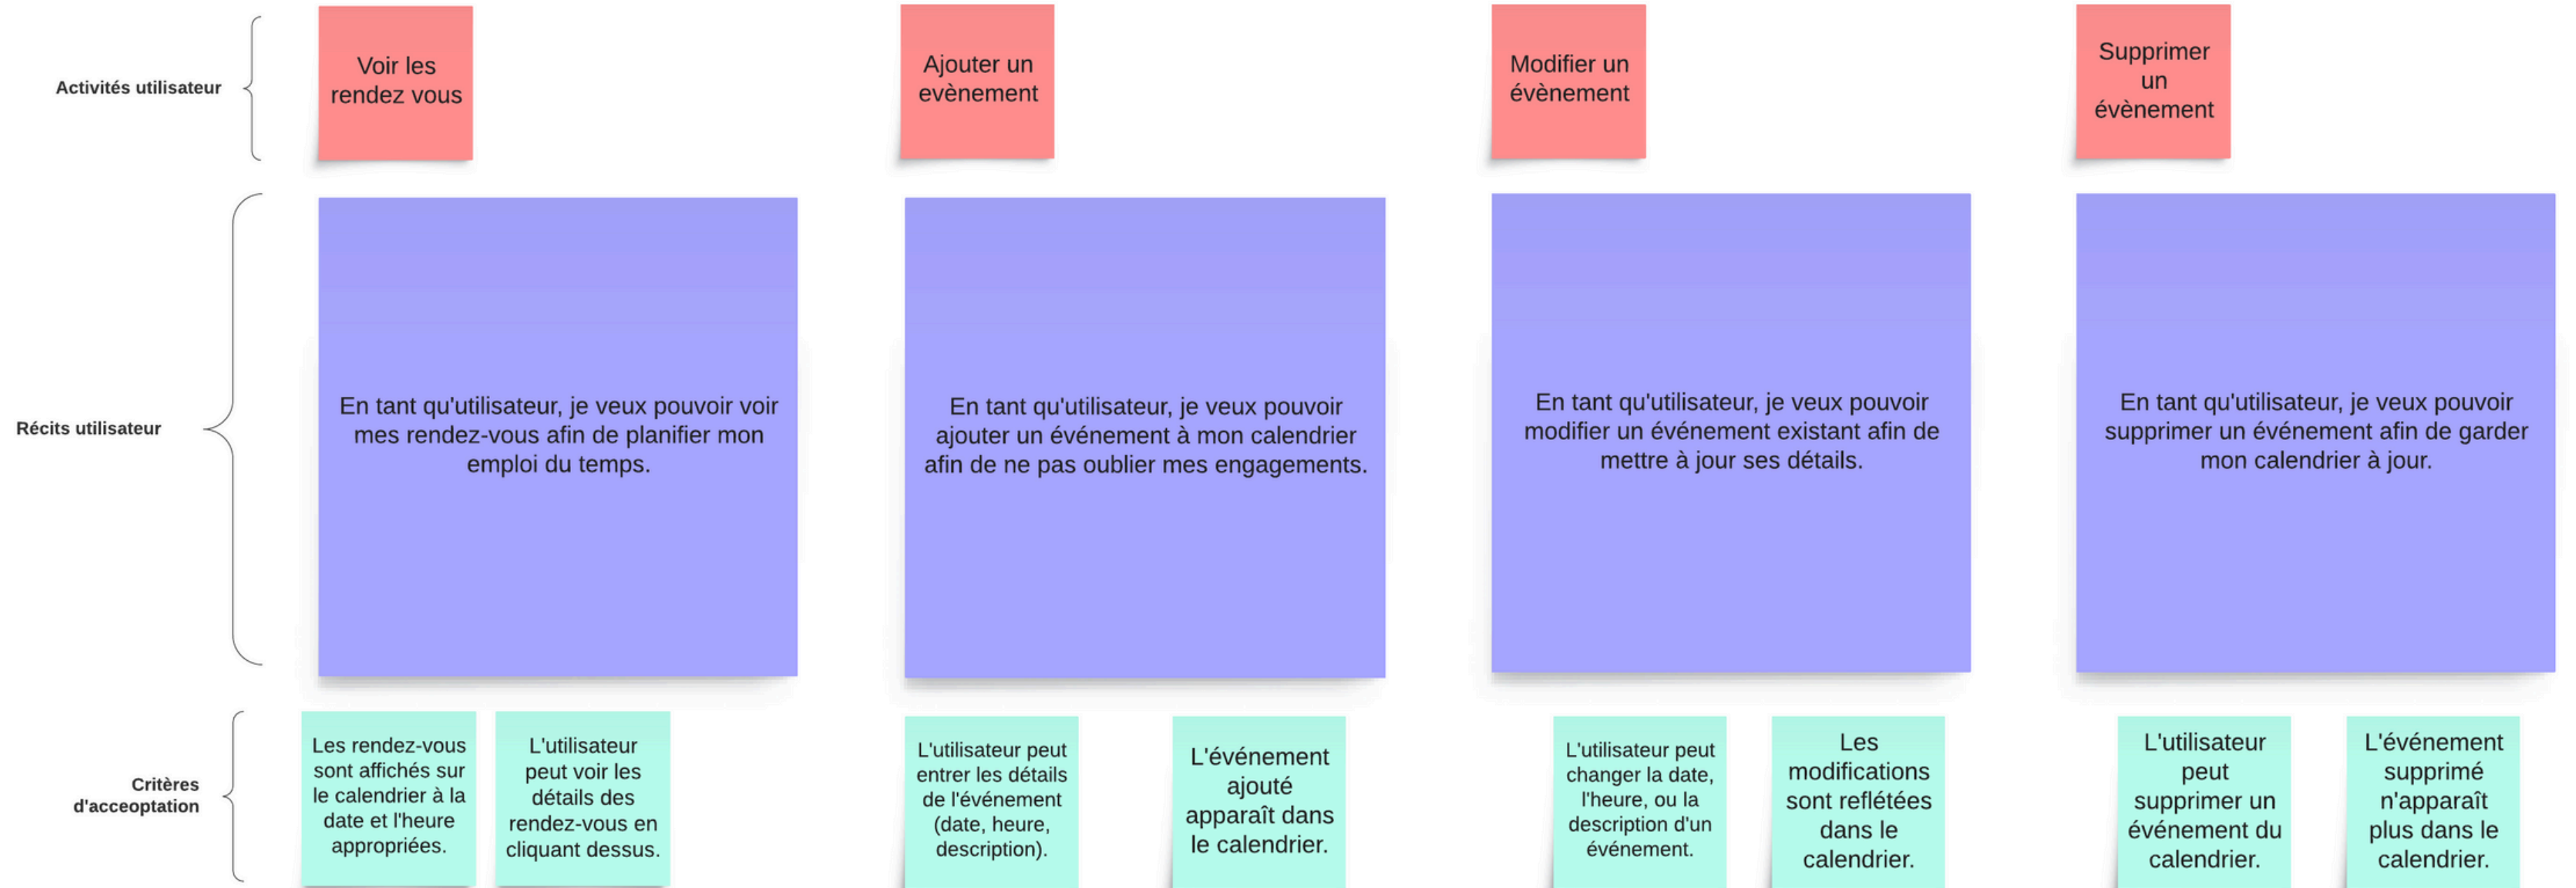 Activités utilisateur
Voir les
rendez vous
Ajouter un
evènement
Modifier un
évènement
Supprimer
un
évènement
Récits utilisateur
En tant qu'utilisateur, je veux pouvoir voir
mes rendez-vous afin de planifier mon
emploi du temps.
En tant qu'utilisateur, je veux pouvoir
ajouter un événement à mon calendrier
afin de ne pas oublier mes engagements.
En tant qu'utilisateur, je veux pouvoir
modifier un événement existant afin de
mettre à jour ses détails.
En tant qu'utilisateur, je veux pouvoir
supprimer un événement afin de garder
mon calendrier à jour.
Critères
d'acceoptation
Les rendez-vous
sont affichés sur
le calendrier à la
date et l'heure
appropriées.
L'utilisateur
peut voir les
détails des
rendez-vous en
cliquant dessus.
L'utilisateur peut
entrer les détails
de l'événement
(date, heure,
description).
L'événement
ajouté
apparaît dans
le calendrier.
L'utilisateur peut
changer la date,
l'heure, ou la
description d'un
événement.
Les
modifications
sont reflétées
dans le
calendrier.
L'utilisateur
peut
supprimer un
événement du
calendrier.
L'événement
supprimé
n'apparaît
plus dans le
calendrier.